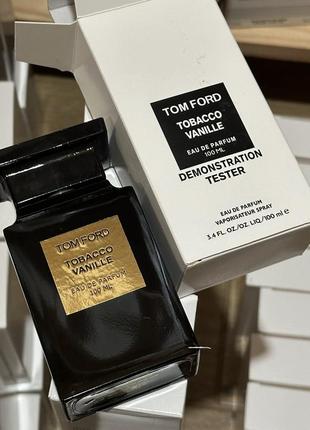 TOM FORD
TOBACCO
VANILLE
EAU DE PARFUM
100 ML
DEMONSTRATION
TESTER
EAU DE PARFUM
VAPORISATEUR SPRAY
3.4 FL. OZ/OZ. LIQ/100 ml e
TOM FORD
TOBACCO
VANILLE
EAU DE PARFUM
100 ML